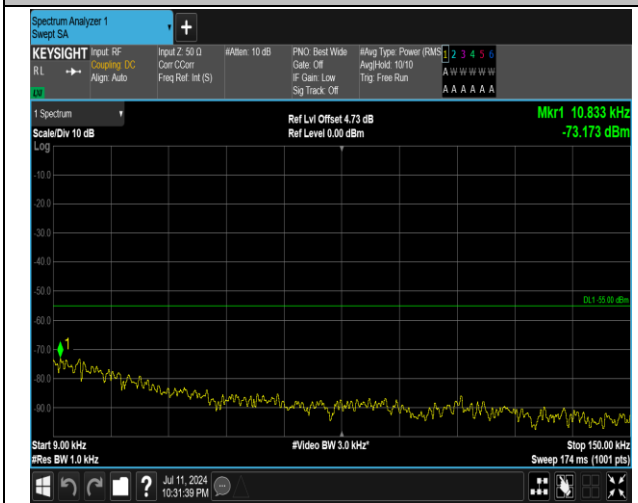 Spectrum Analyzer 1
Swept SA
+
KEYSIGHT
RL
Input: RF
Coupling: DC
Align: Auto
Input Z: 50 Ω
Corr CCorr
Freq Ref: Int (S)
#Atten: 10 dB
PNO: Best Wide
Gate: Off
IF Gain: Low
Sig Track: Off
#Avg Type: Power (RMS
Avg|Hold: 10/10
Trig: Free Run
1 2 3 4 5 6
A W W W W W
A A A A A A
1 Spectrum
Scale/Div 10 dB
Ref Lvl Offset 4.73 dB
Ref Level 0.00 dBm
Mkr1 10.833 kHz
-73.173 dBm
Log
-10.0
-20.0
-30.0
-40.0
-50.0
DL1 -55.00 dBm
-60.0
-70.0
1
-80.0
-90.0
Start 9.00 kHz
#Res BW 1.0 kHz
#Video BW 3.0 kHz*
Stop 150.00 kHz
Sweep 174 ms (1001 pts)
?
Jul 11, 2024
10:31:39 PM